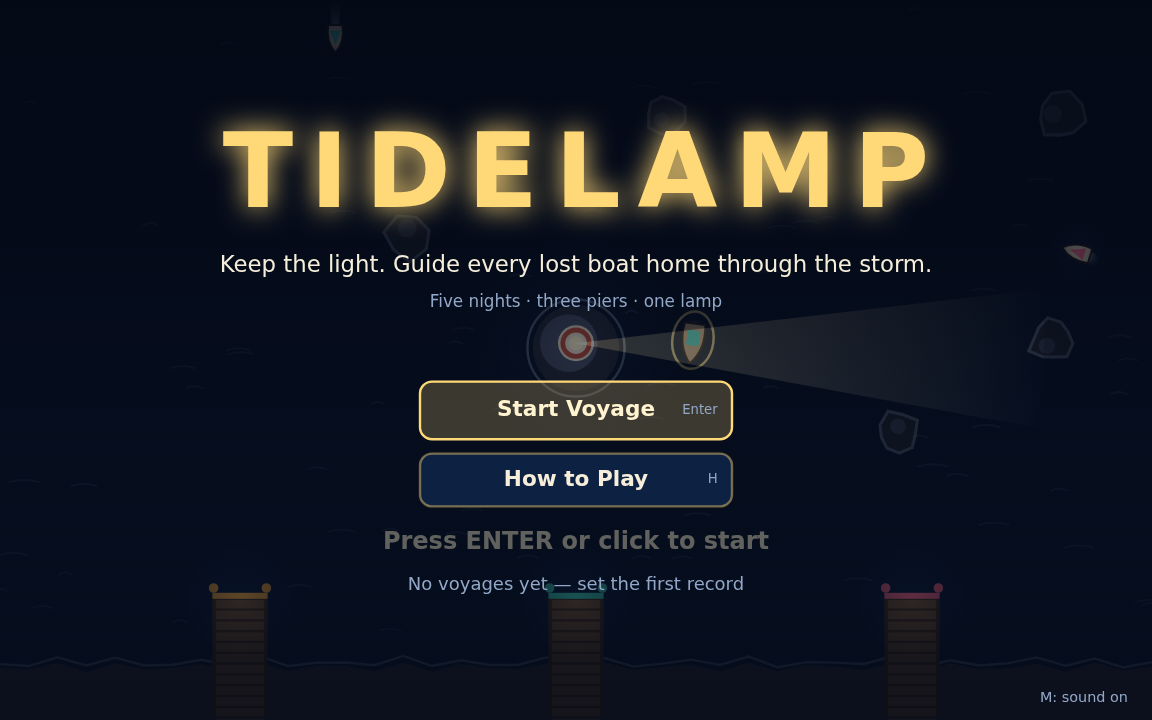 TIDELAMP
Keep the light. Guide every lost boat home through the storm.
Five nights · three piers · one lamp
Start Voyage Enter
How to Play H
Press ENTER or click to start
No voyages yet — set the first record
M: sound on